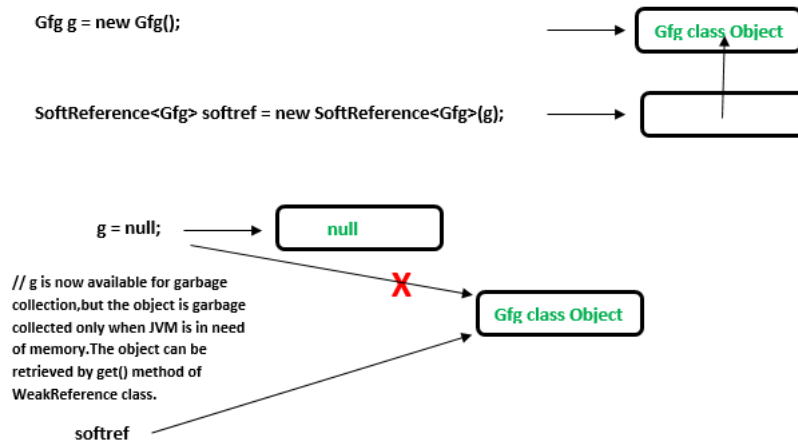 Gfg g = new Gfg();
Gfg class Object
SoftReference<Gfg> softref = new SoftReference<Gfg>(g);
g = null;
null
X
// g is now available for garbage
collection,but the object is garbage
collected only when JVM is in need
of memory.The object can be
retrieved by get() method of
WeakReference class.
Gfg class Object
softref